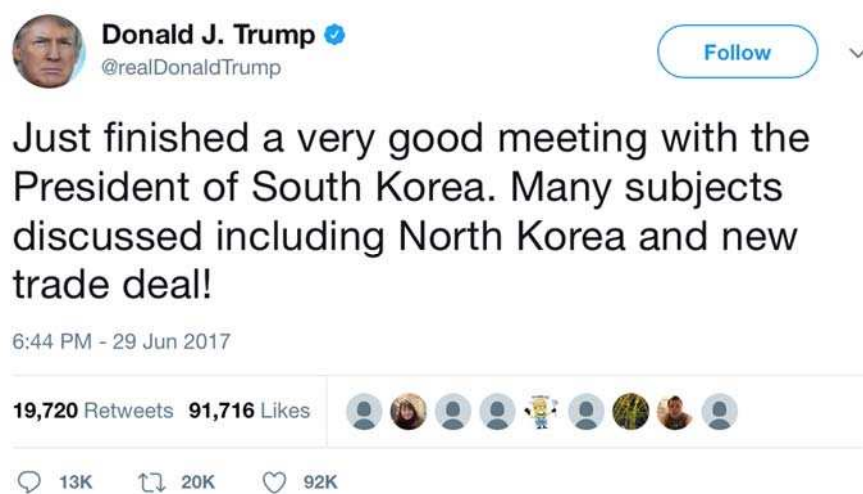 Donald J. Trump
@realDonaldTrump
Follow
Just finished a very good meeting with the
President of South Korea. Many subjects
discussed including North Korea and new
trade deal!
6:44 PM - 29 Jun 2017
19,720 Retweets 91,716 Likes
13K 20K 92K